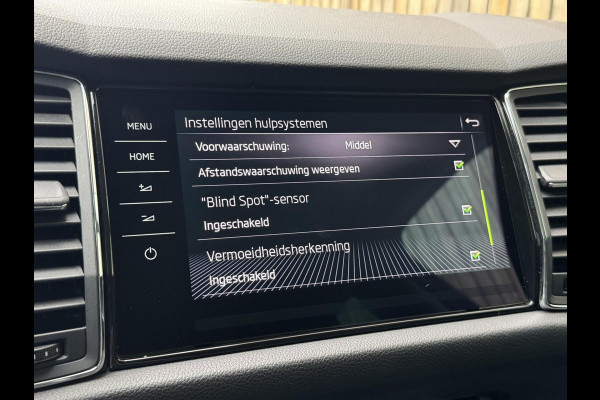 MENU
HOME
Instellingen hulpsystemen
Voorwaarschuwing: Middel
Afstandswaarschuwing weergeven
"Blind Spot"-sensor
Ingeschakeld
Vermoeidheidsherkenning
Ingeschakeld